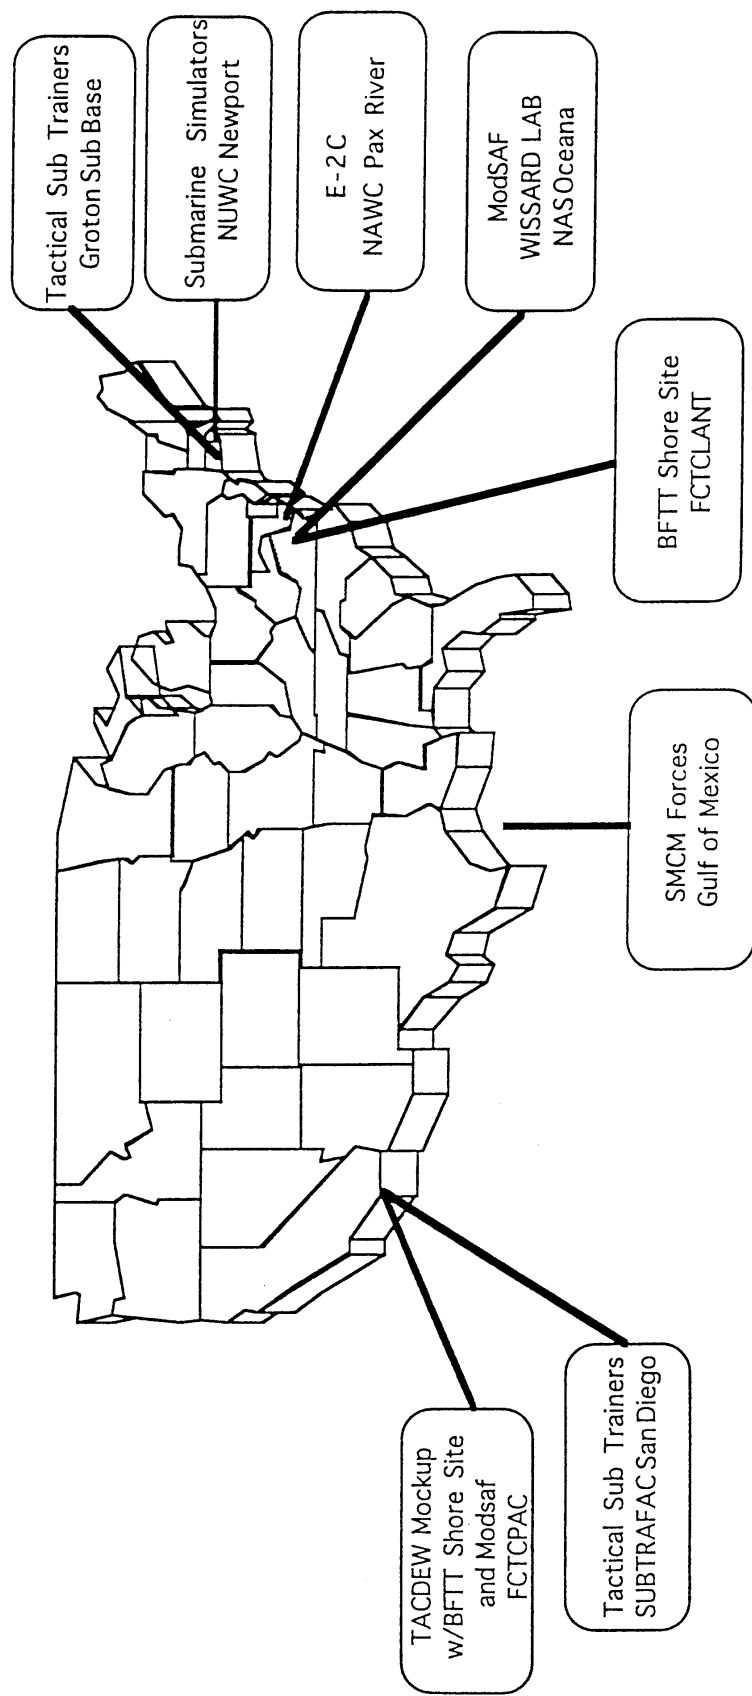 Tactical Sub Trainers
Groton Sub Base
Submarine Simulators
NUWC Newport
E-2C
NAWC Pax River
ModSAF
WISSARD LAB
NAS Oceana
BFTT Shore Site
FCTCLANT
SMCM Forces
Gulf of Mexico
TACDEW Mockup
w/BFTT Shore Site
and Modsaf
FCTCPAC
Tactical Sub Trainers
SUBTRAFAC San Diego